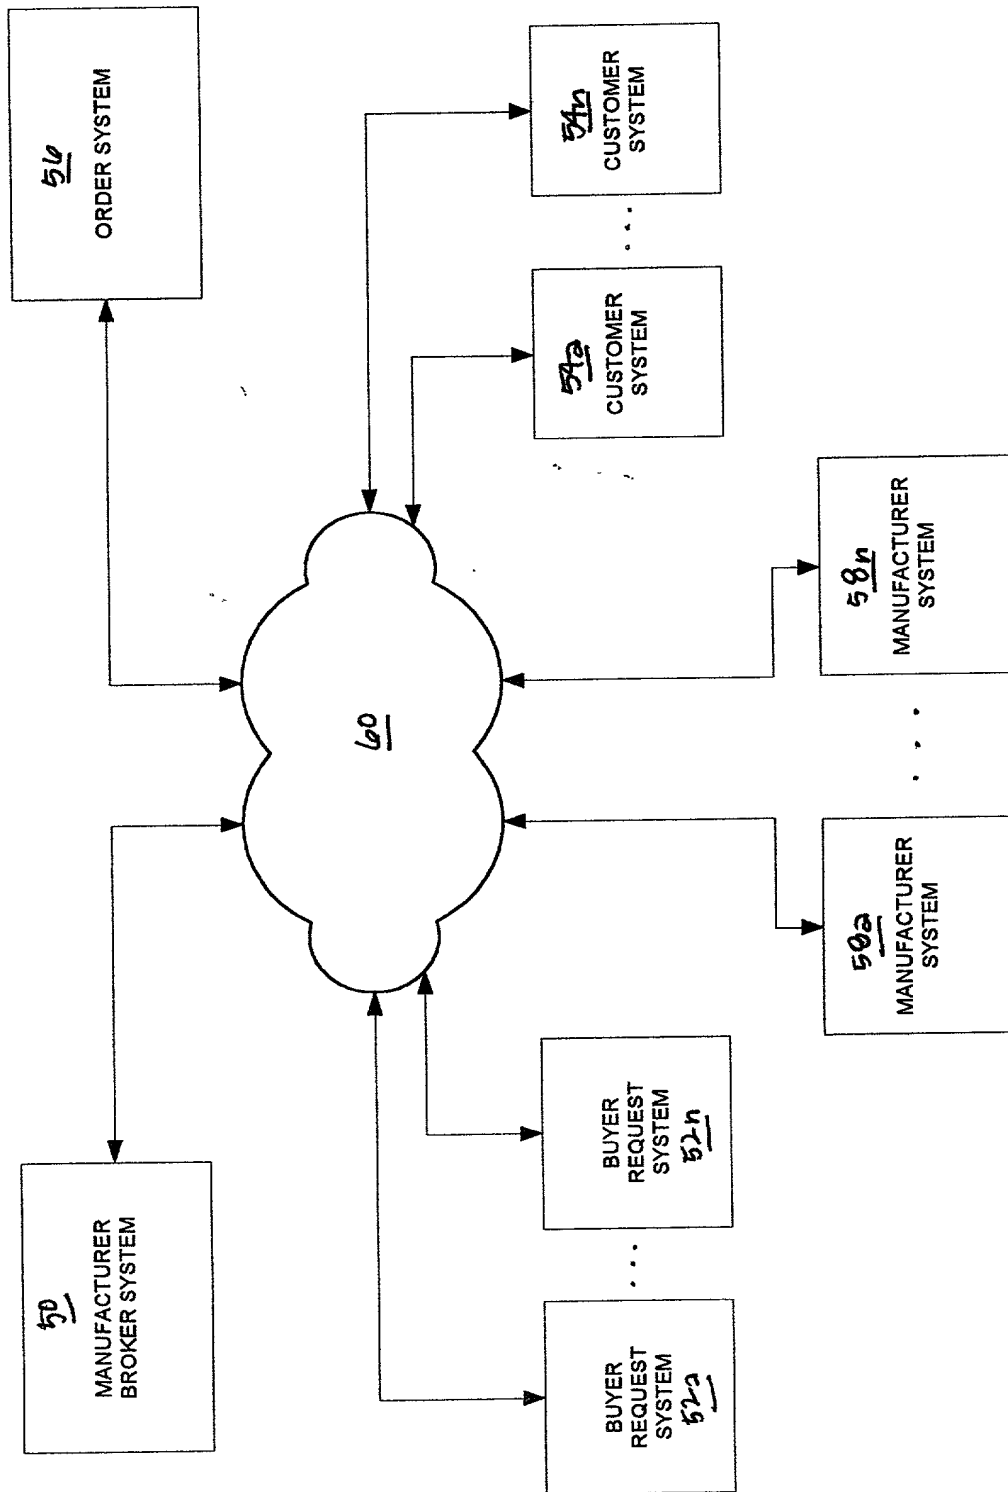 50
MANUFACTURER
BROKER SYSTEM
56
ORDER SYSTEM
60
BUYER
REQUEST
SYSTEM
52a
. . .
BUYER
REQUEST
SYSTEM
52n
54a
CUSTOMER
SYSTEM
. . .
54n
CUSTOMER
SYSTEM
58a
MANUFACTURER
SYSTEM
. . .
58n
MANUFACTURER
SYSTEM